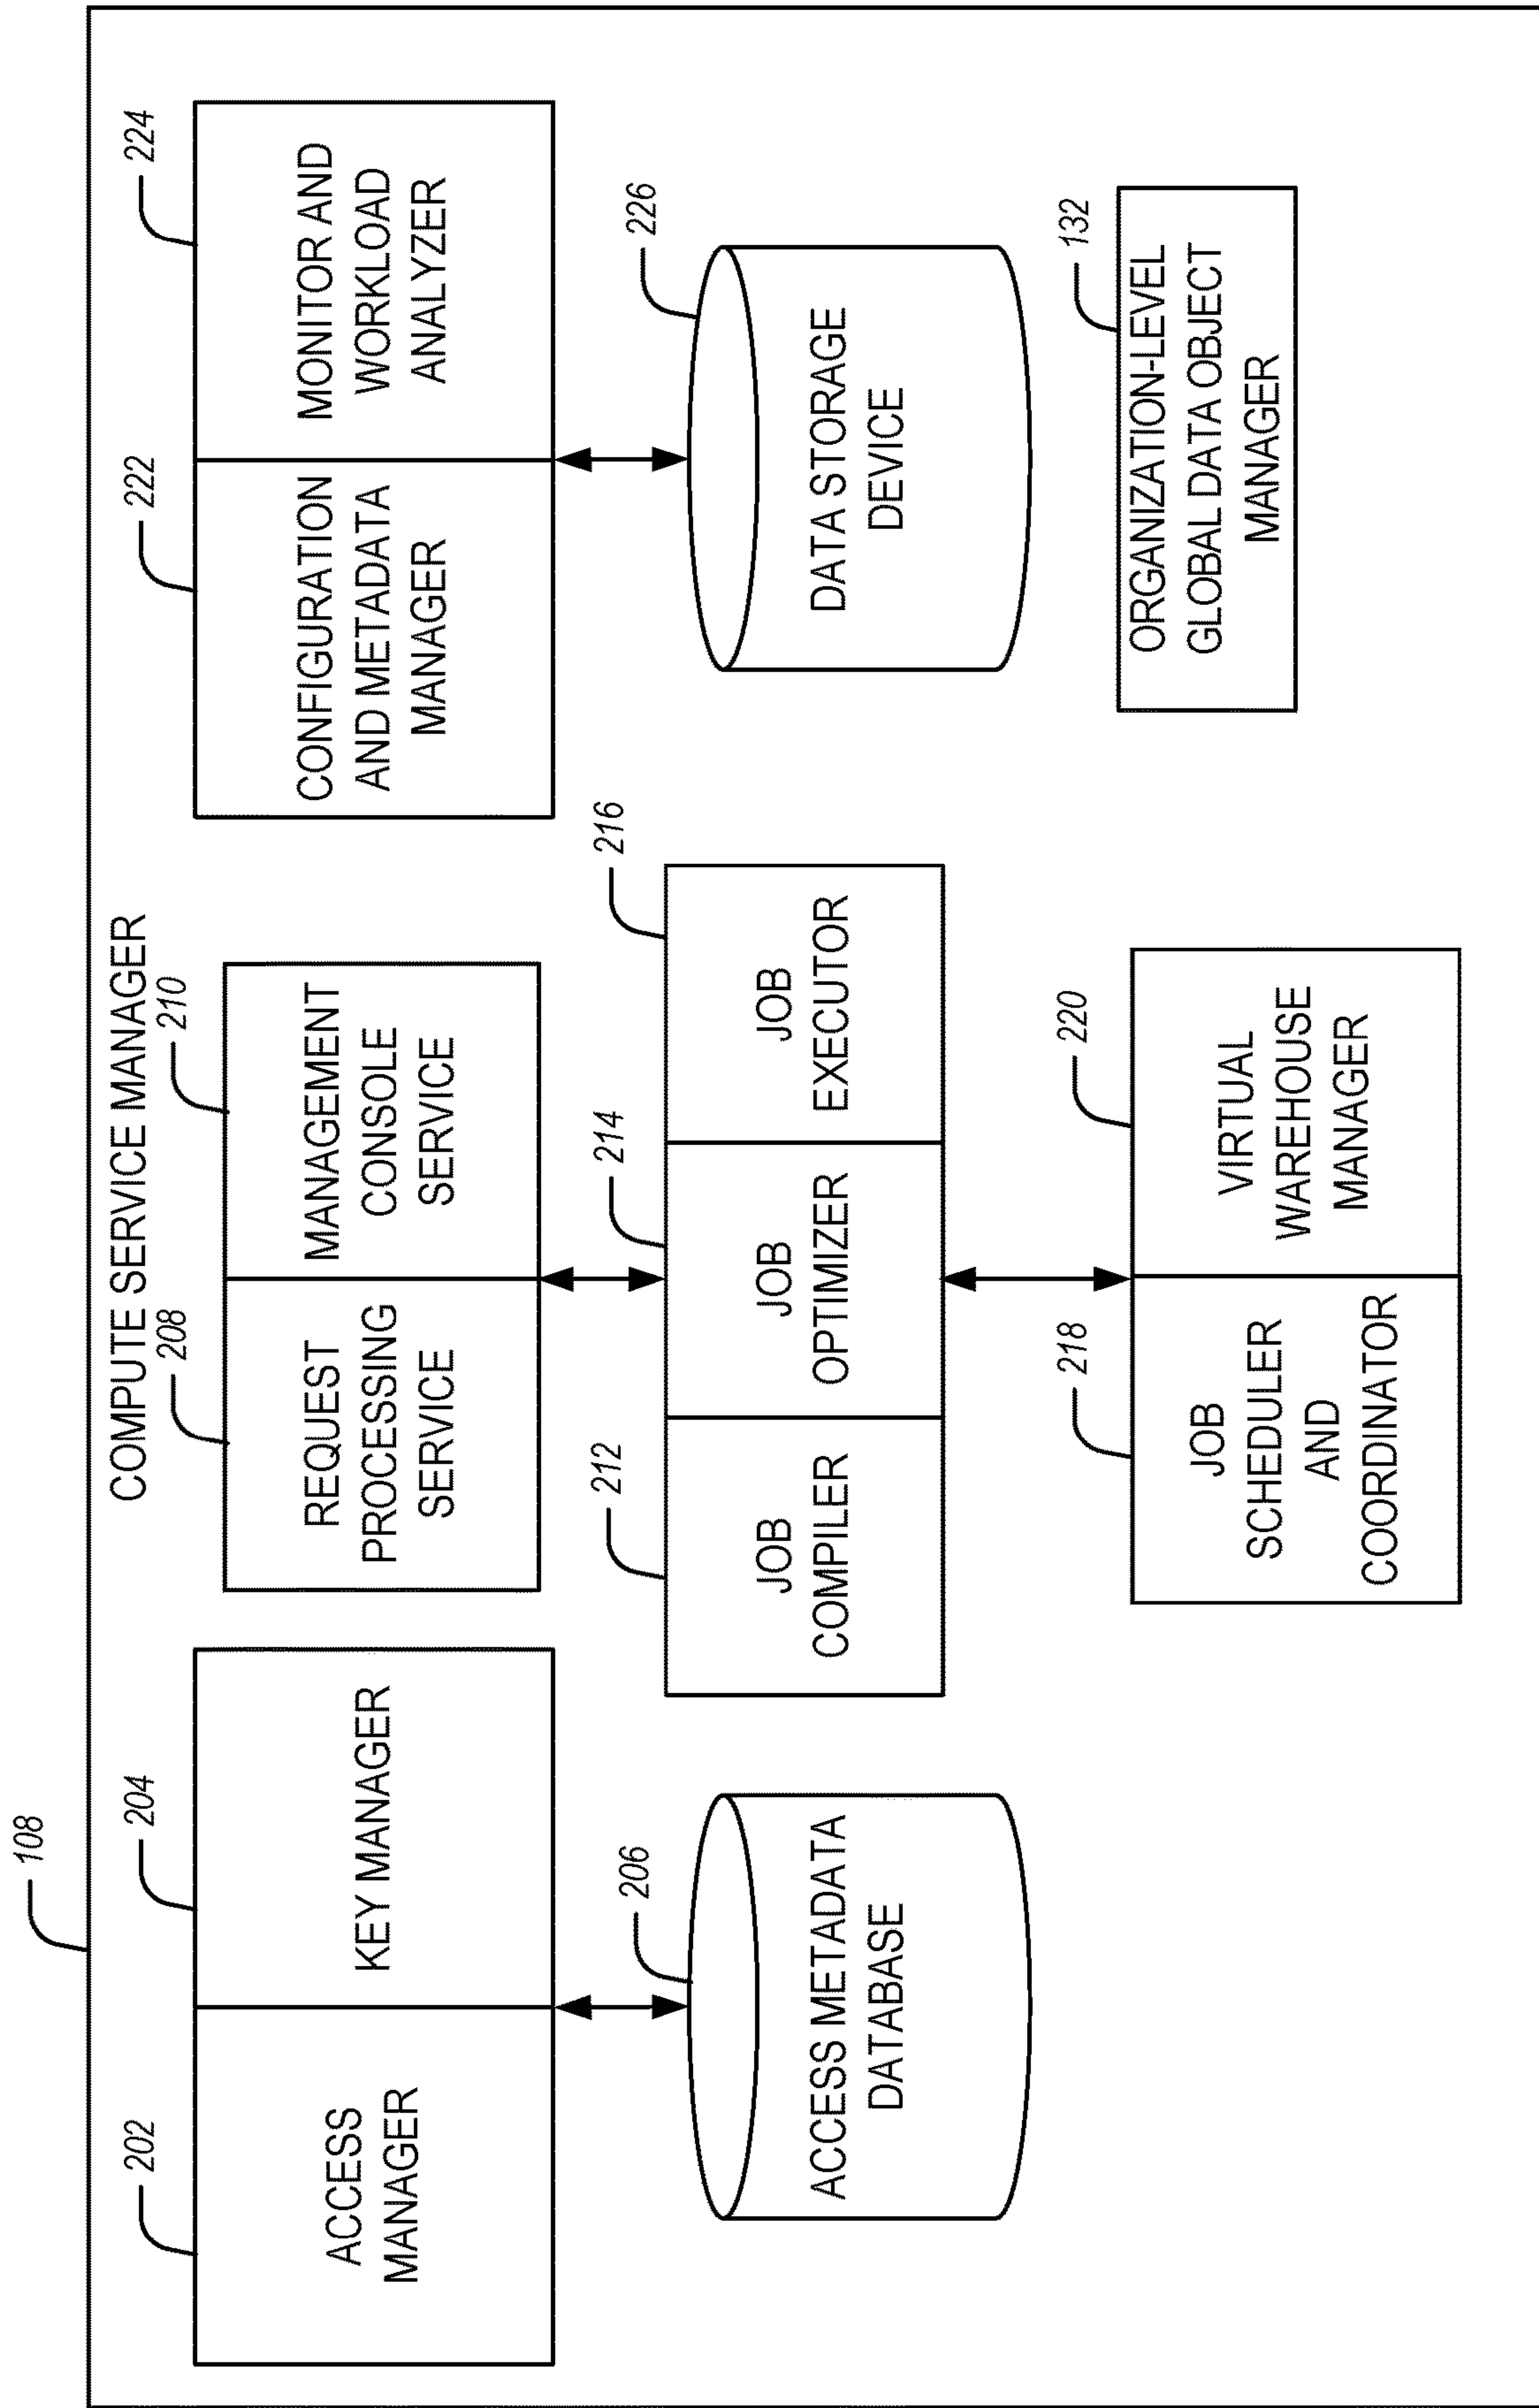 108
COMPUTE SERVICE MANAGER
202
204
ACCESS
MANAGER
KEY MANAGER
206
ACCESS METADATA
DATABASE
208
210
REQUEST
PROCESSING
SERVICE
MANAGEMENT
CONSOLE
SERVICE
212
214
216
JOB
COMPILER
JOB
OPTIMIZER
JOB
EXECUTOR
218
220
JOB
SCHEDULER
AND
COORDINATOR
VIRTUAL
WAREHOUSE
MANAGER
222
224
CONFIGURATION
AND METADATA
MANAGER
MONITOR AND
WORKLOAD
ANALYZER
226
DATA STORAGE
DEVICE
132
ORGANIZATION-LEVEL
GLOBAL DATA OBJECT
MANAGER